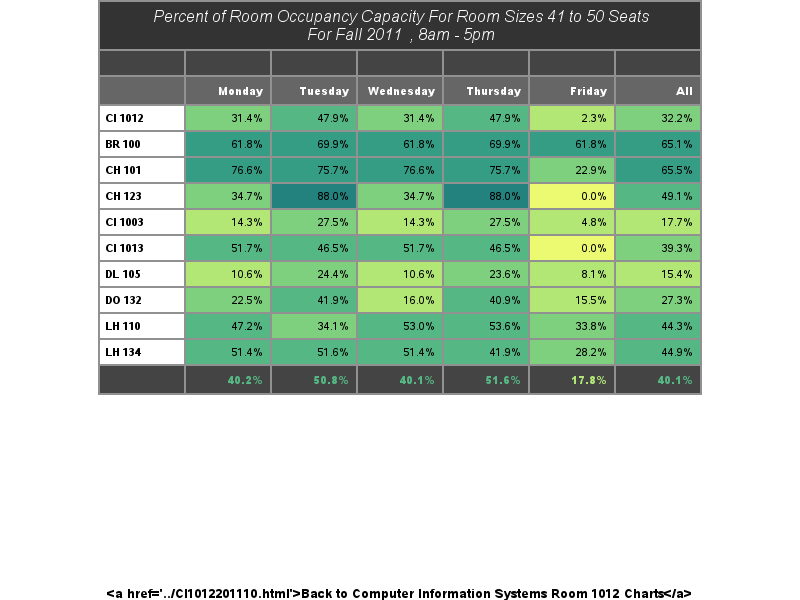 Percent of Room Occupancy Capacity For Room Sizes 41 to 50 Seats
For Fall 2011 , 8am - 5pm
Monday Tuesday Wednesday Thursday Friday All
CI 1012 31.4% 47.9% 31.4% 47.9% 2.3% 32.2%
BR 100 61.8% 69.9% 61.8% 69.9% 61.8% 65.1%
CH 101 76.6% 75.7% 76.6% 75.7% 22.9% 65.5%
CH 123 34.7% 88.0% 34.7% 88.0% 0.0% 49.1%
CI 1003 14.3% 27.5% 14.3% 27.5% 4.8% 17.7%
CI 1013 51.7% 46.5% 51.7% 46.5% 0.0% 39.3%
DL 105 10.6% 24.4% 10.6% 23.6% 8.1% 15.4%
DO 132 22.5% 41.9% 16.0% 40.9% 15.5% 27.3%
LH 110 47.2% 34.1% 53.0% 53.6% 33.8% 44.3%
LH 134 51.4% 51.6% 51.4% 41.9% 28.2% 44.9%
40.2% 50.8% 40.1% 51.6% 17.8% 40.1%
<a href='../CI1012201110.html'>Back to Computer Information Systems Room 1012 Charts</a>